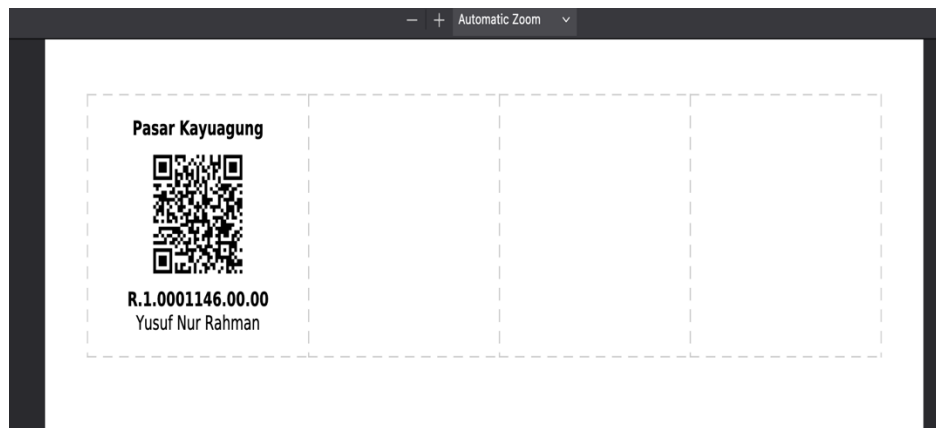 Automatic Zoom
Pasar Kayuagung
R.1.0001146.00.00
Yusuf Nur Rahman